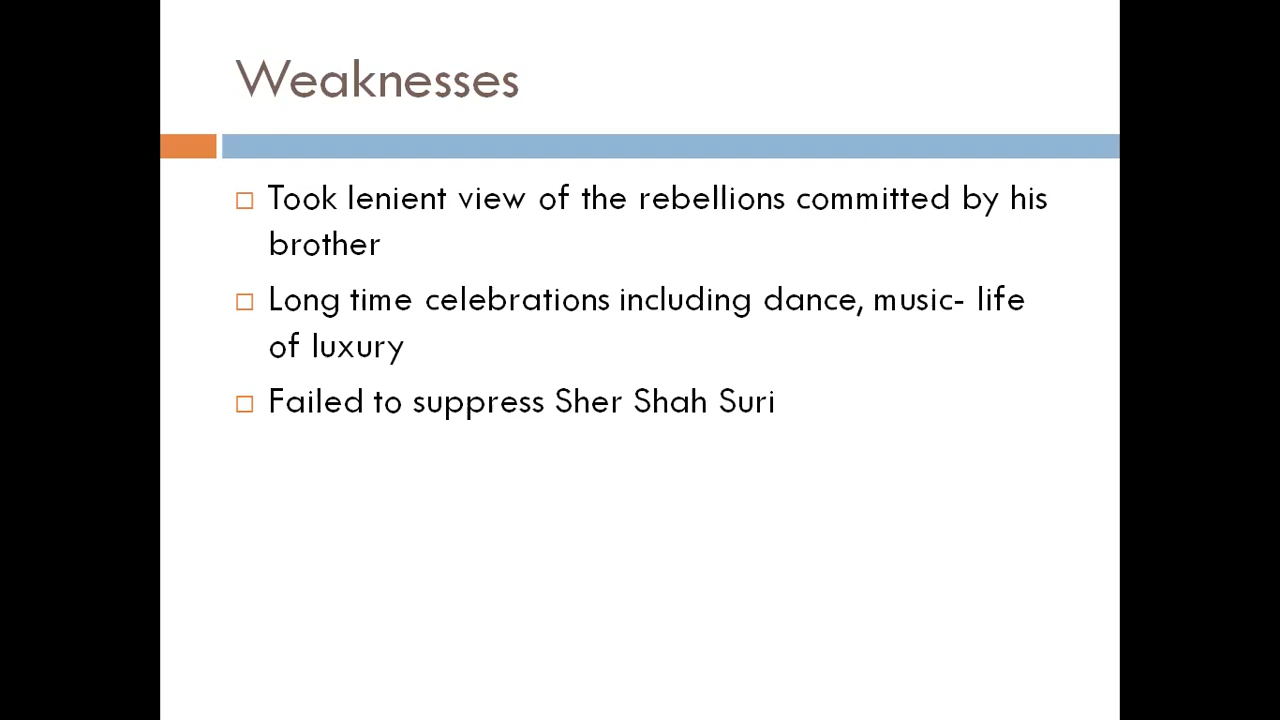 Weaknesses
Took lenient view of the rebellions committed by his
brother
Long time celebrations including dance, music- life
of luxury
Failed to suppress Sher Shah Suri